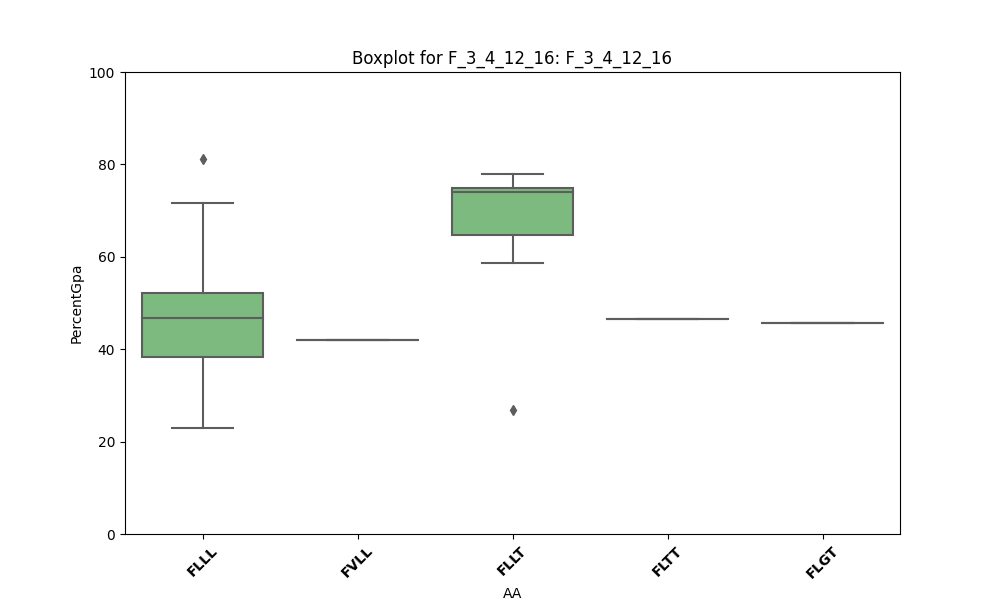 Boxplot for F_3_4_12_16: F_3_4_12_16
100
80
60
40
20
0
PercentGpa
FLLL
FVLL
FLLT
FLTT
FLGT
AA